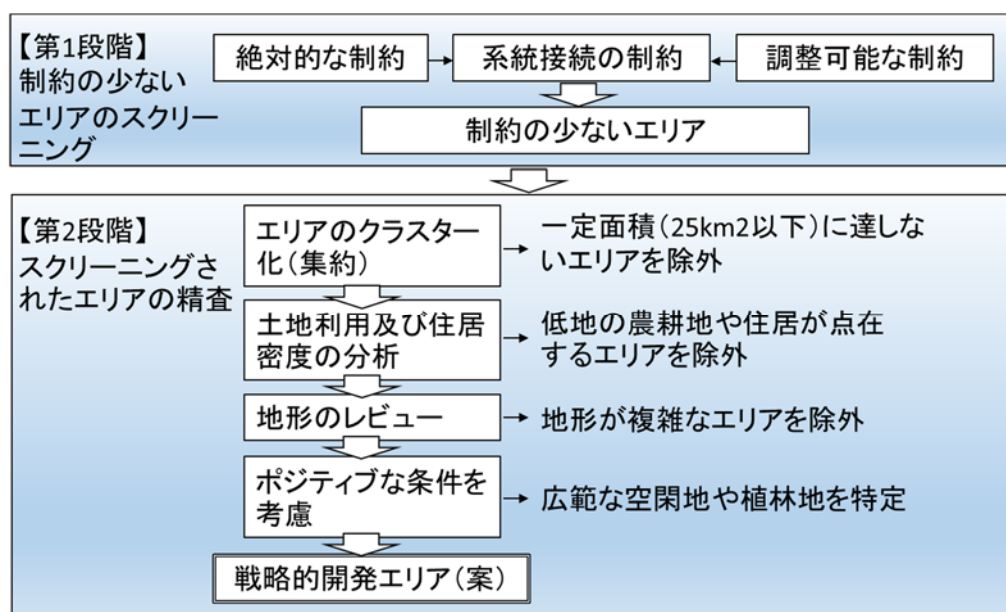 【第1段階】
制約の少ない
エリアのスクリー
ニング
絶対的な制約
系統接続の制約
調整可能な制約
制約の少ないエリア
【第2段階】
スクリーニングさ
れたエリアの精査
エリアのクラスター
化(集約)
一定面積(25km2以下)に達しな
いエリアを除外
土地利用及び住居
密度の分析
低地の農耕地や住居が点在
するエリアを除外
地形のレビュー
地形が複雑なエリアを除外
ポジティブな条件を
考慮
広範な空閑地や植林地を特定
戦略的開発エリア(案)